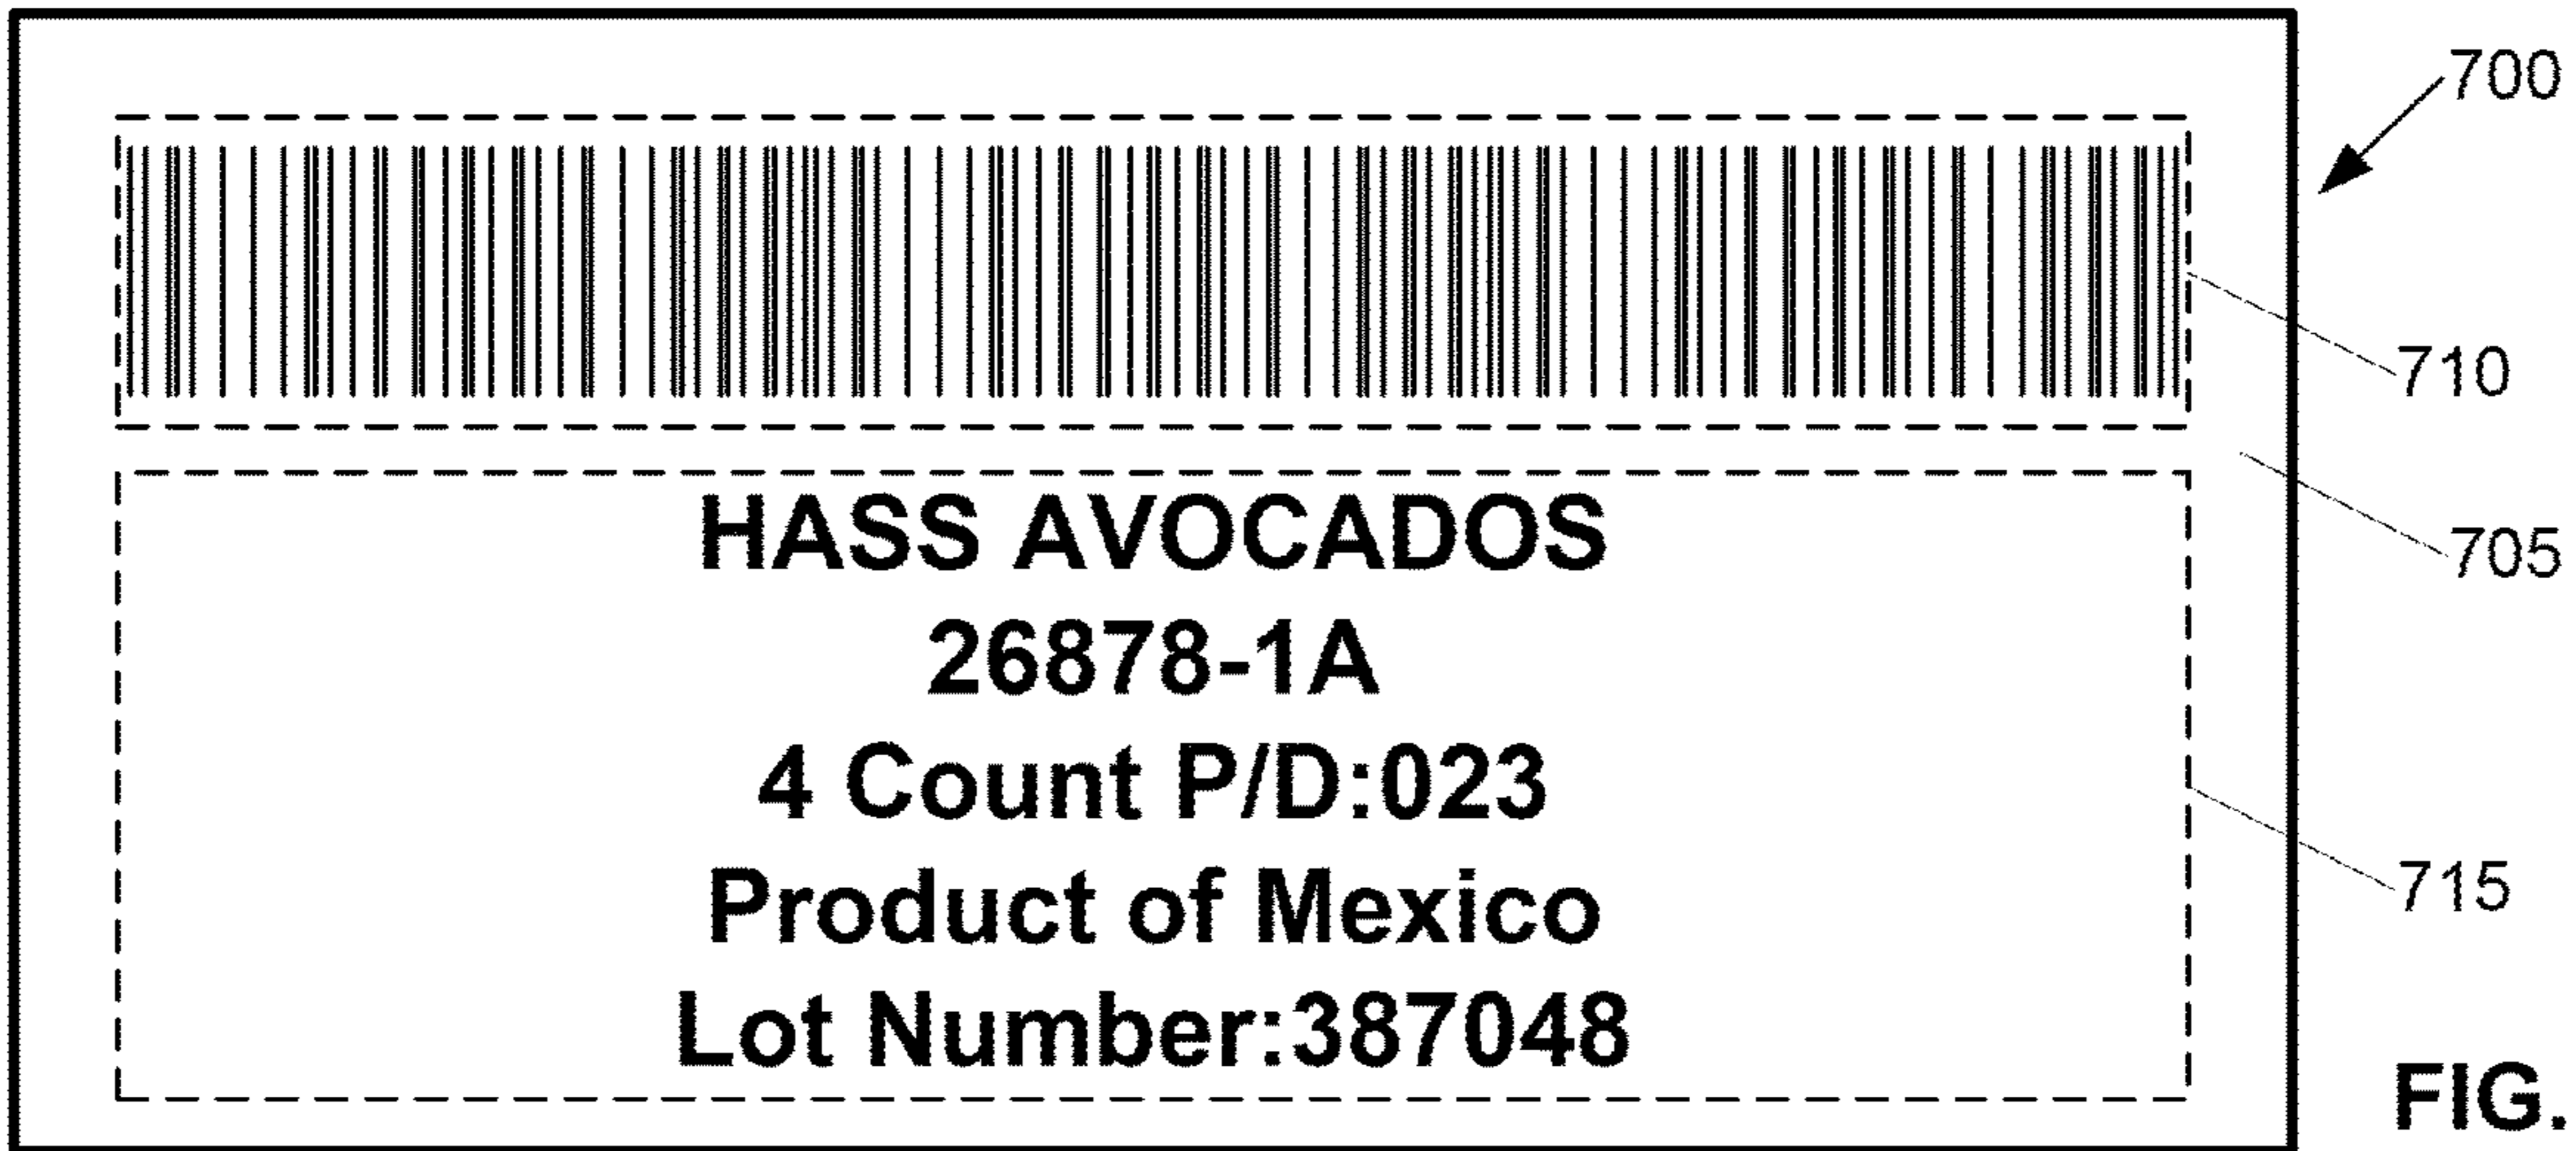 700
710
705
HASS AVOCADOS
26878-1A
4 Count P/D:023
Product of Mexico
Lot Number:387048
715
FIG.